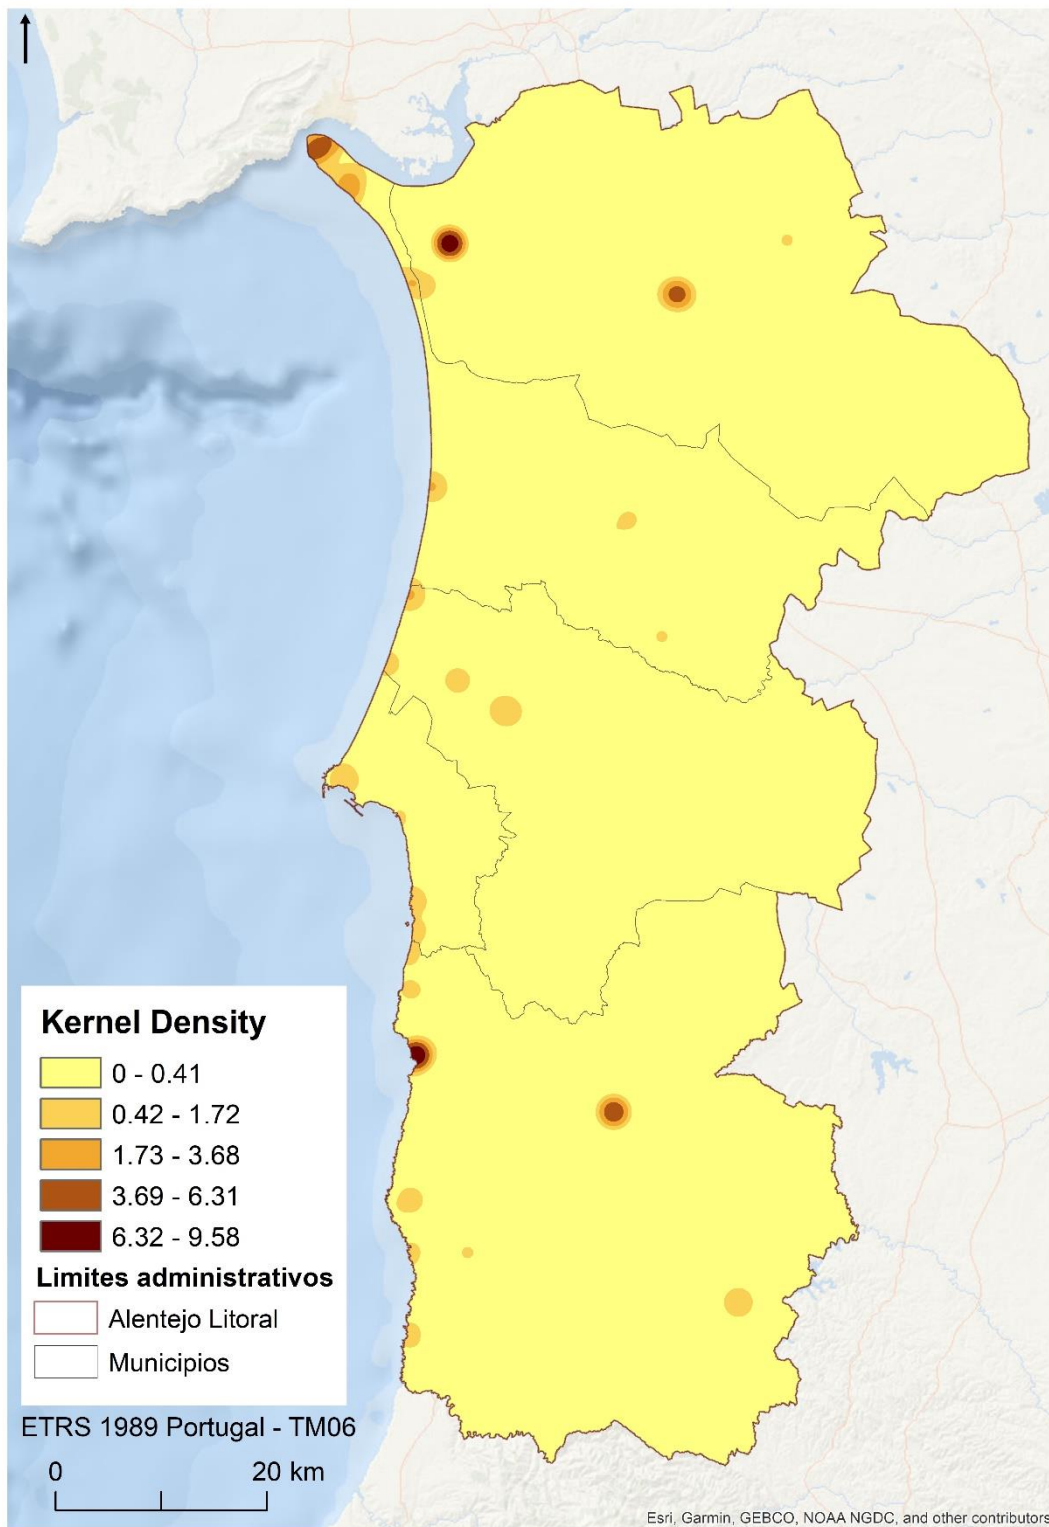 Kernel Density
0 - 0.41
0.42 - 1.72
1.73 - 3.68
3.69 - 6.31
6.32 - 9.58
Limites administrativos
Alentejo Litoral
Municipios
ETRS 1989 Portugal - TM06
0 20 km
Esri, Garmin, GEBCO, NOAA NGDC, and other contributors